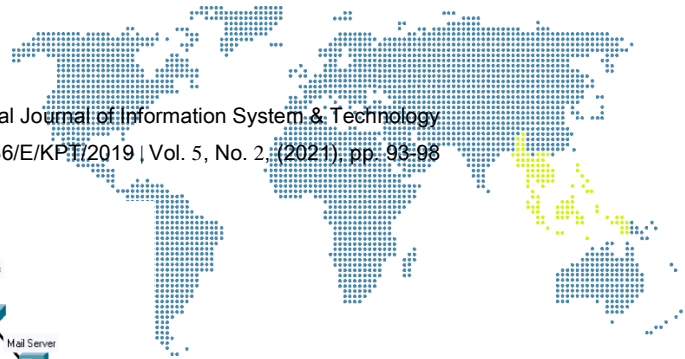 al Journal of Information System & Technology
6/E/KPT/2019 | Vol. 5, No. 2, (2021), pp. 93-98
Mail Server